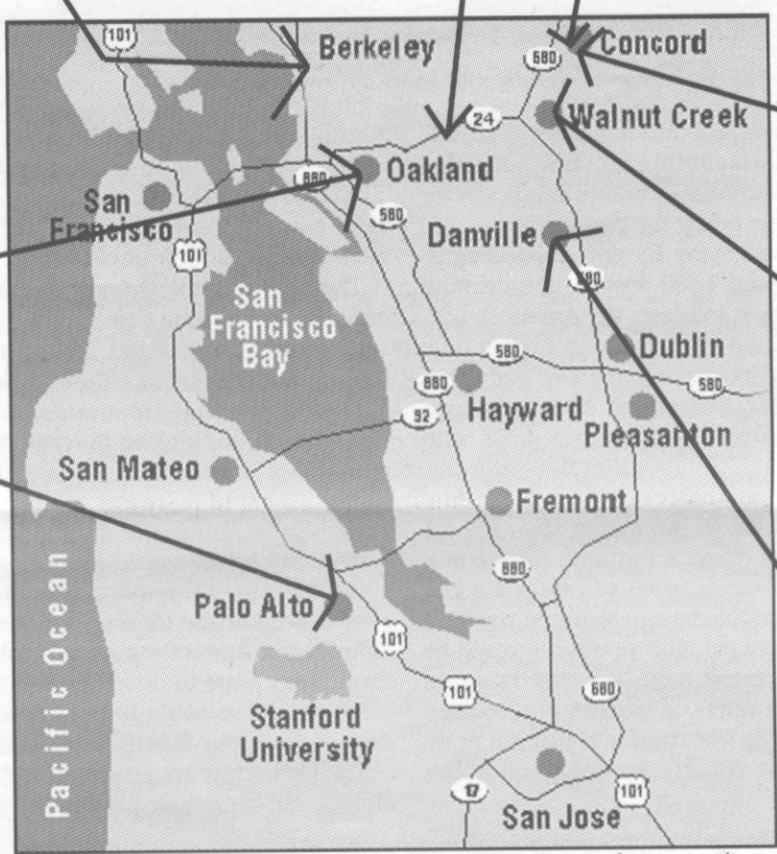 101
Berkeley
680
Concord
24
Walnut Creek
880
Oakland
San
Francisco
580
Danville
101
680
San
Francisco
Bay
580
Dublin
880
580
Hayward
92
Pleasanton
San Mateo
Fremont
880
Palo Alto
101
Pacific Ocean
101
680
Stanford
University
17
101
San Jose